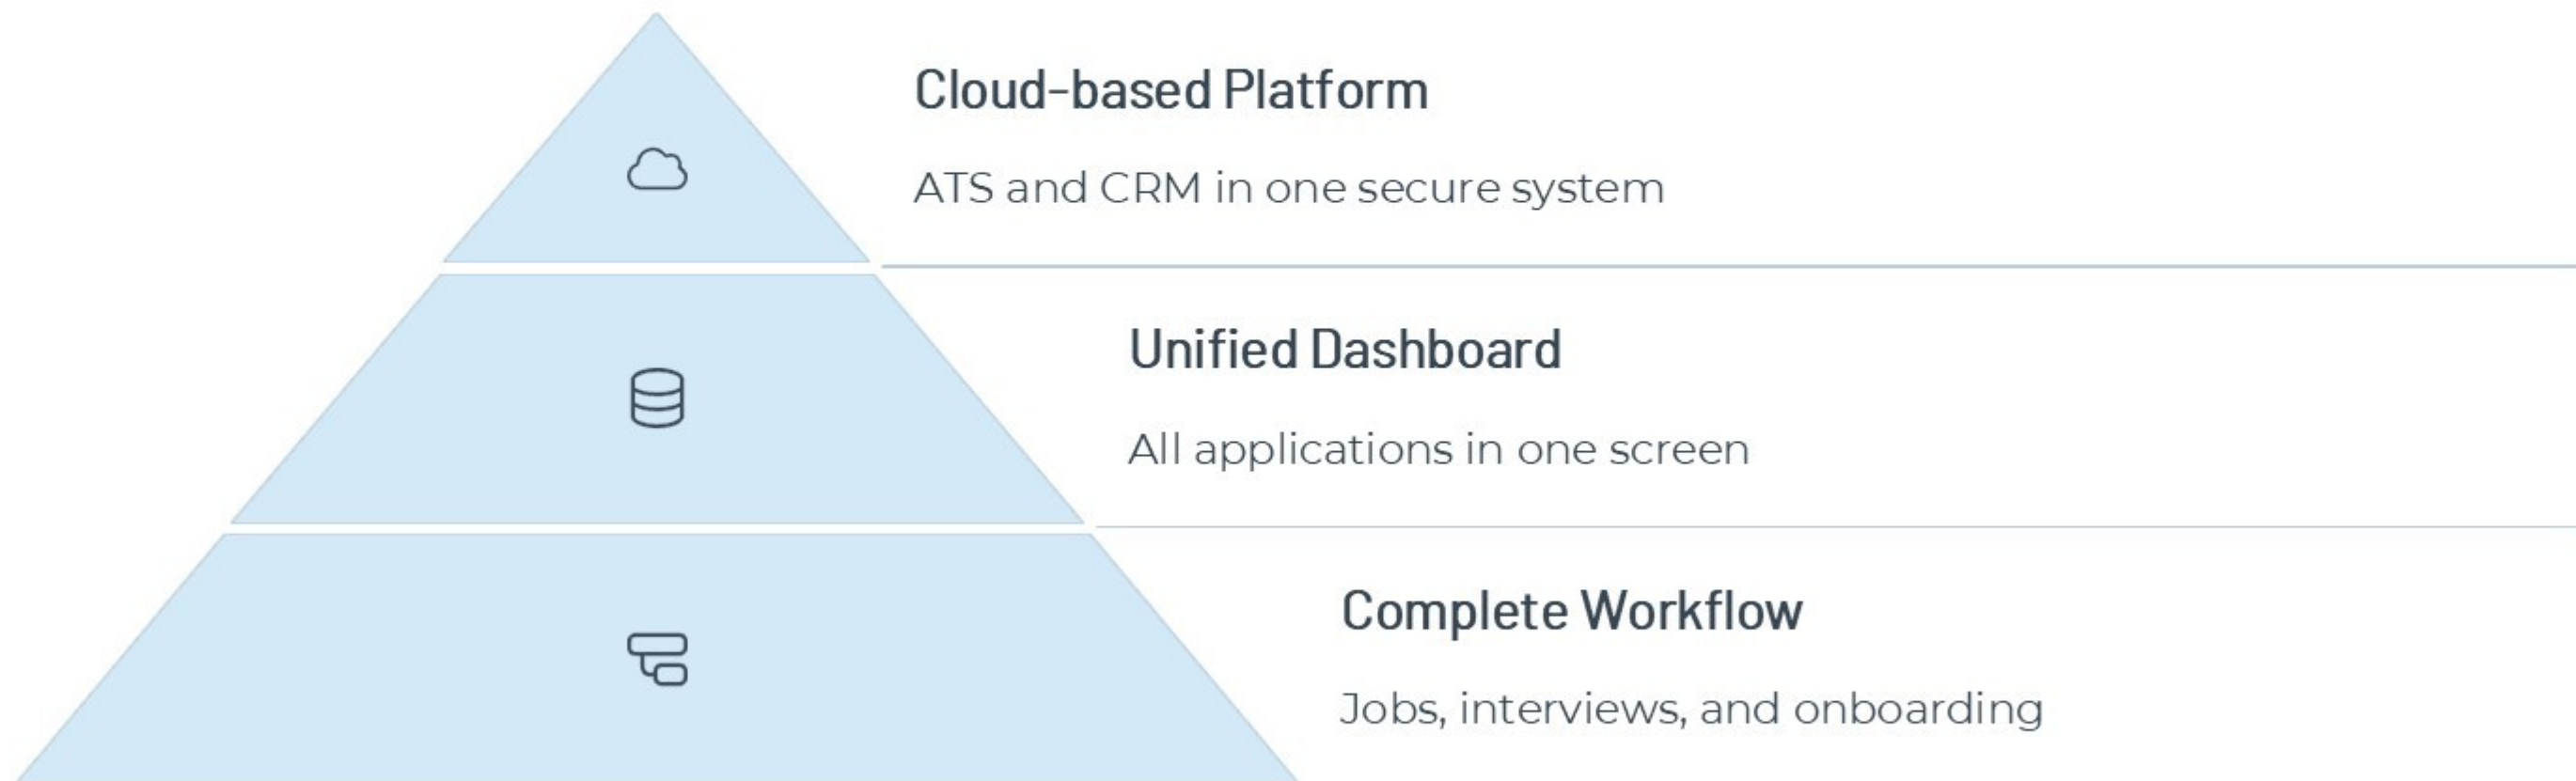 Cloud-based Platform
ATS and CRM in one secure system
Unified Dashboard
All applications in one screen
Complete Workflow
Jobs, interviews, and onboarding